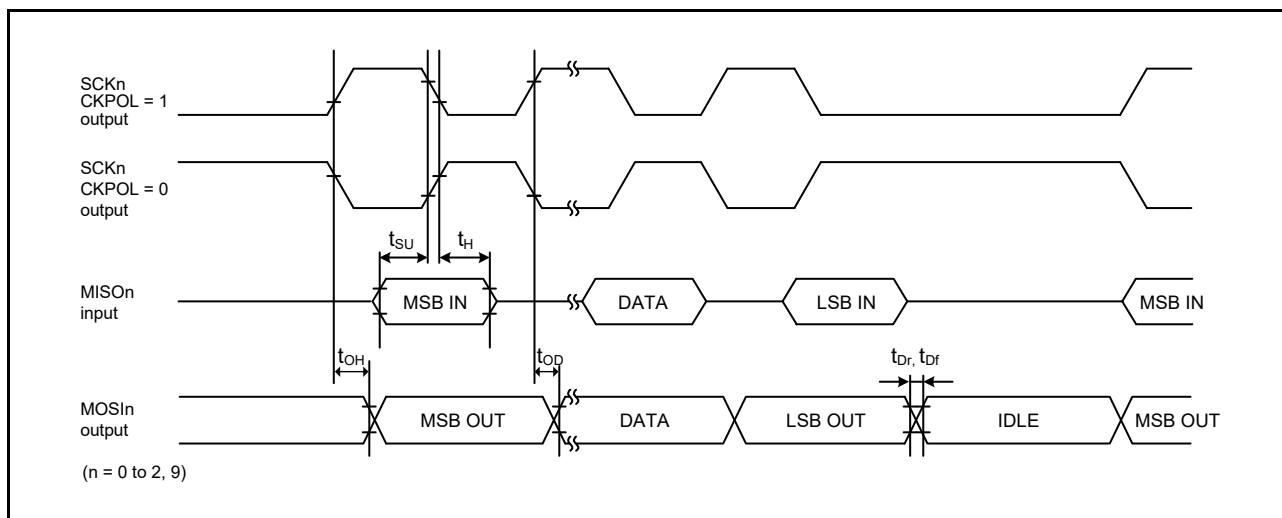 SCKn
CKPOL = 1
output
SCKn
CKPOL = 0
output
tSU
tH
MISOn
input
MSB IN
DATA
LSB IN
MSB IN
tOH
tOD
tDr, tDf
MOSIn
output
MSB OUT
DATA
LSB OUT
IDLE
MSB OUT
(n = 0 to 2, 9)